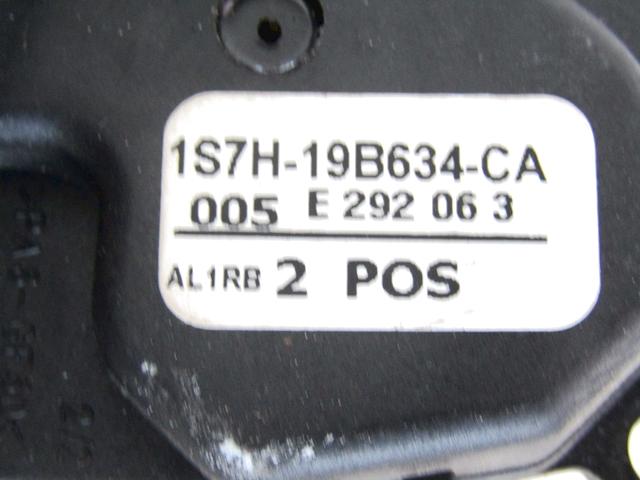 1S7H-19B634-CA
005 E 292 06 3
AL1RB 2 POS